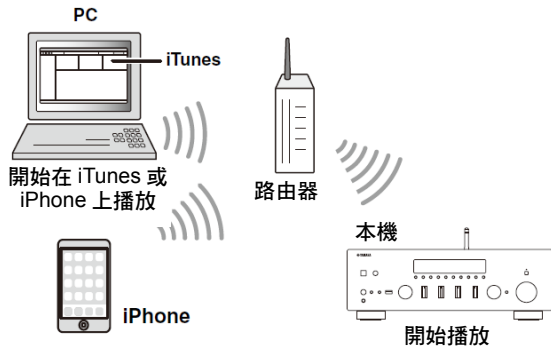 PC
iTunes
開始在 iTunes 或
iPhone 上播放
路由器
本機
YAMAHA
iPhone
開始播放